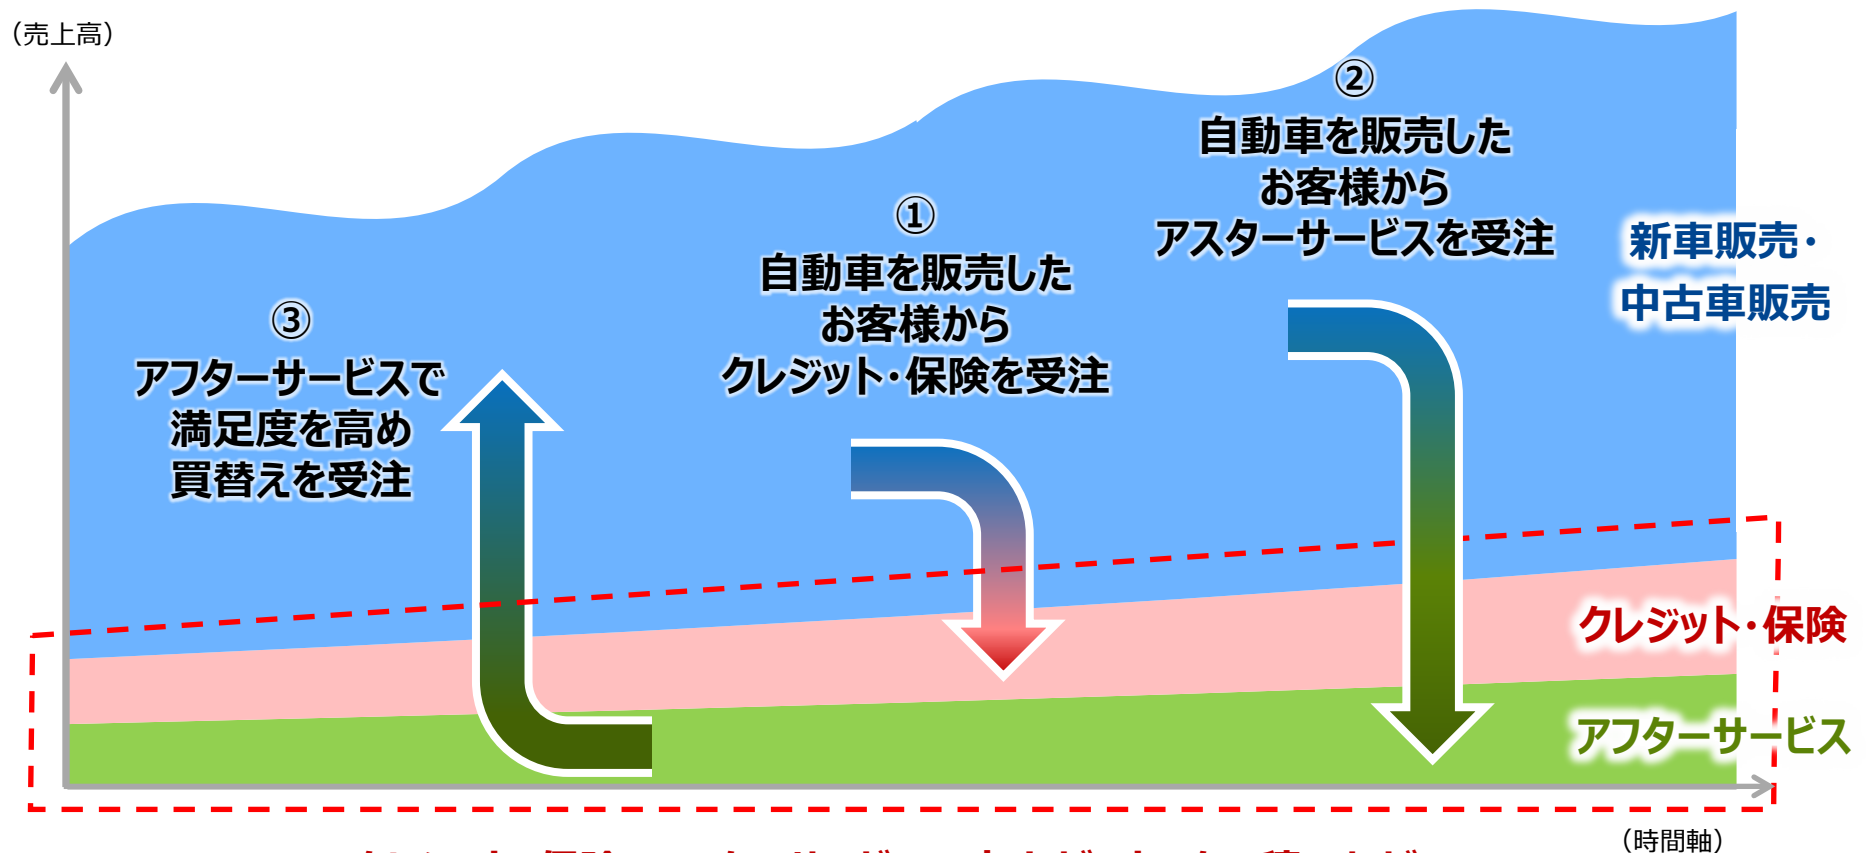 （売上高）
②
自動車を販売した
お客様から
アスターサービスを受注
①
自動車を販売した
お客様から
クレジット・保険を受注
新車販売・
中古車販売
③
アフターサービスで
満足度を高め
買替えを受注
クレジット・保険
アフターサービス
（時間軸）